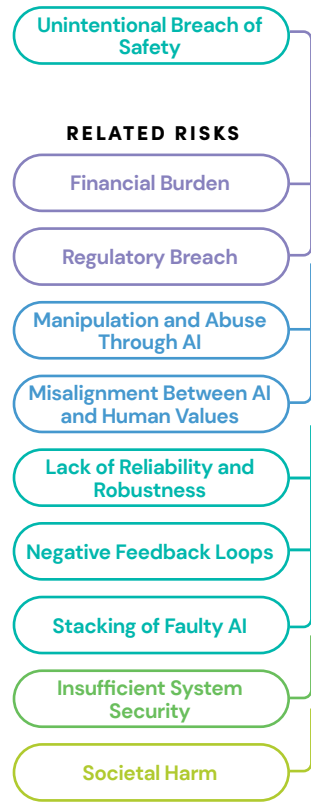 Unintentional Breach of
Safety
RELATED RISKS
Financial Burden
Regulatory Breach
Manipulation and Abuse
Through AI
Misalignment Between AI
and Human Values
Lack of Reliability and
Robustness
Negative Feedback Loops
Stacking of Faulty AI
Insufficient System
Security
Societal Harm